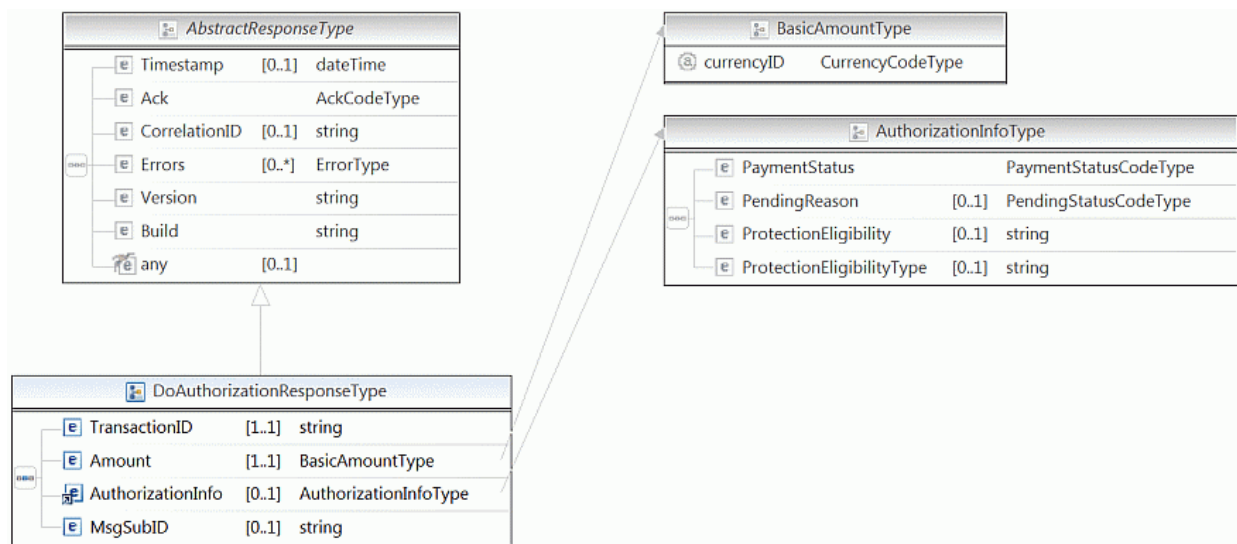 AbstractResponseType
Timestamp [0..1] dateTime
Ack AckCodeType
CorrelationID [0..1] string
Errors [0..*] ErrorType
Version string
Build string
any [0..1]
BasicAmountType
currencyID CurrencyCodeType
AuthorizationInfoType
PaymentStatus PaymentStatusCodeType
PendingReason [0..1] PendingStatusCodeType
ProtectionEligibility [0..1] string
ProtectionEligibilityType [0..1] string
DoAuthorizationResponseType
TransactionID [1..1] string
Amount [1..1] BasicAmountType
AuthorizationInfo [0..1] AuthorizationInfoType
MsgSubID [0..1] string